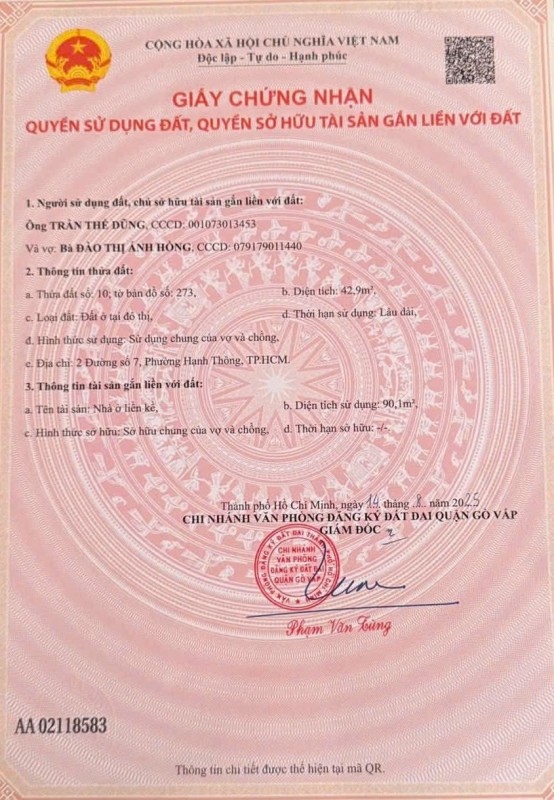 CỘNG HÒA XÃ HỘI CHỦ NGHĨA VIỆT NAM
Độc lập - Tự do - Hạnh phúc
GIẤY CHỨNG NHẬN
QUYỀN SỬ DỤNG ĐẤT, QUYỀN SỞ HỮU TÀI SẢN GẮN LIỀN VỚI ĐẤT
1. Người sử dụng đất, chủ sở hữu tài sản gắn liền với đất:
Ông TRẦN THẾ DŨNG, CCCD: 001073013453
Và vợ: Bà ĐÀO THỊ ÁNH HỒNG, CCCD: 079179011440
2. Thông tin thửa đất:
a. Thửa đất số: 10; tờ bản đồ số: 273, b. Diện tích: 42,9m²,
c. Loại đất: Đất ở tại đô thị, d. Thời hạn sử dụng: Lâu dài,
đ. Hình thức sử dụng: Sử dụng chung của vợ và chồng,
e. Địa chỉ: 2 Đường số 7, Phường Hạnh Thông, TP.HCM.
3. Thông tin tài sản gắn liền với đất:
a. Tên tài sản: Nhà ở liền kề, b. Diện tích sử dụng: 90,1m²,
c. Hình thức sở hữu: Sở hữu chung của vợ và chồng, d. Thời hạn sở hữu: -/-.
Thành phố Hồ Chí Minh, ngày 19 tháng 8 năm 2025
CHI NHÁNH VĂN PHÒNG ĐĂNG KÝ ĐẤT ĐAI QUẬN GÒ VẤP
GIÁM ĐỐC
CHI NHÁNH
VĂN PHÒNG
ĐĂNG KÝ ĐẤT ĐAI
QUẬN GÒ VẤP
Phạm Văn Tùng
AA 02118583
Thông tin chi tiết được thể hiện tại mã QR.